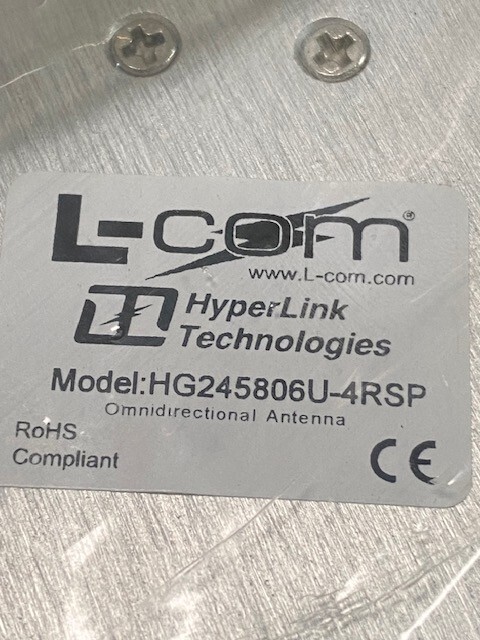 L-com®
www.L-com.com
HyperLink
Technologies
Model:HG245806U-4RSP
Omnidirectional Antenna
RoHS
Compliant
CE